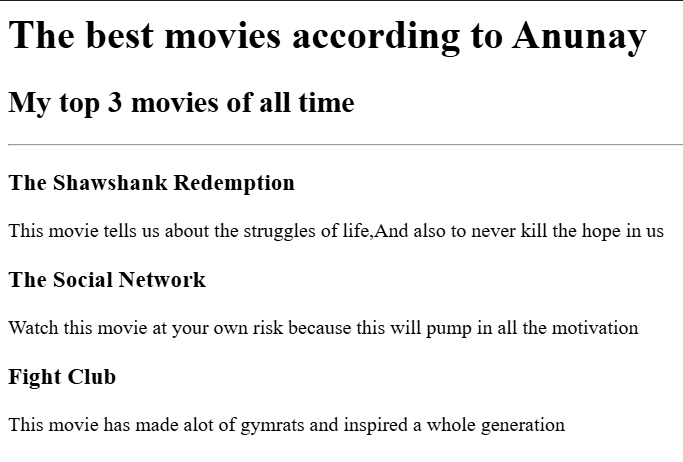 The best movies according to Anunay
My top 3 movies of all time
The Shawshank Redemption
This movie tells us about the struggles of life,And also to never kill the hope in us
The Social Network
Watch this movie at your own risk because this will pump in all the motivation
Fight Club
This movie has made alot of gymrats and inspired a whole generation